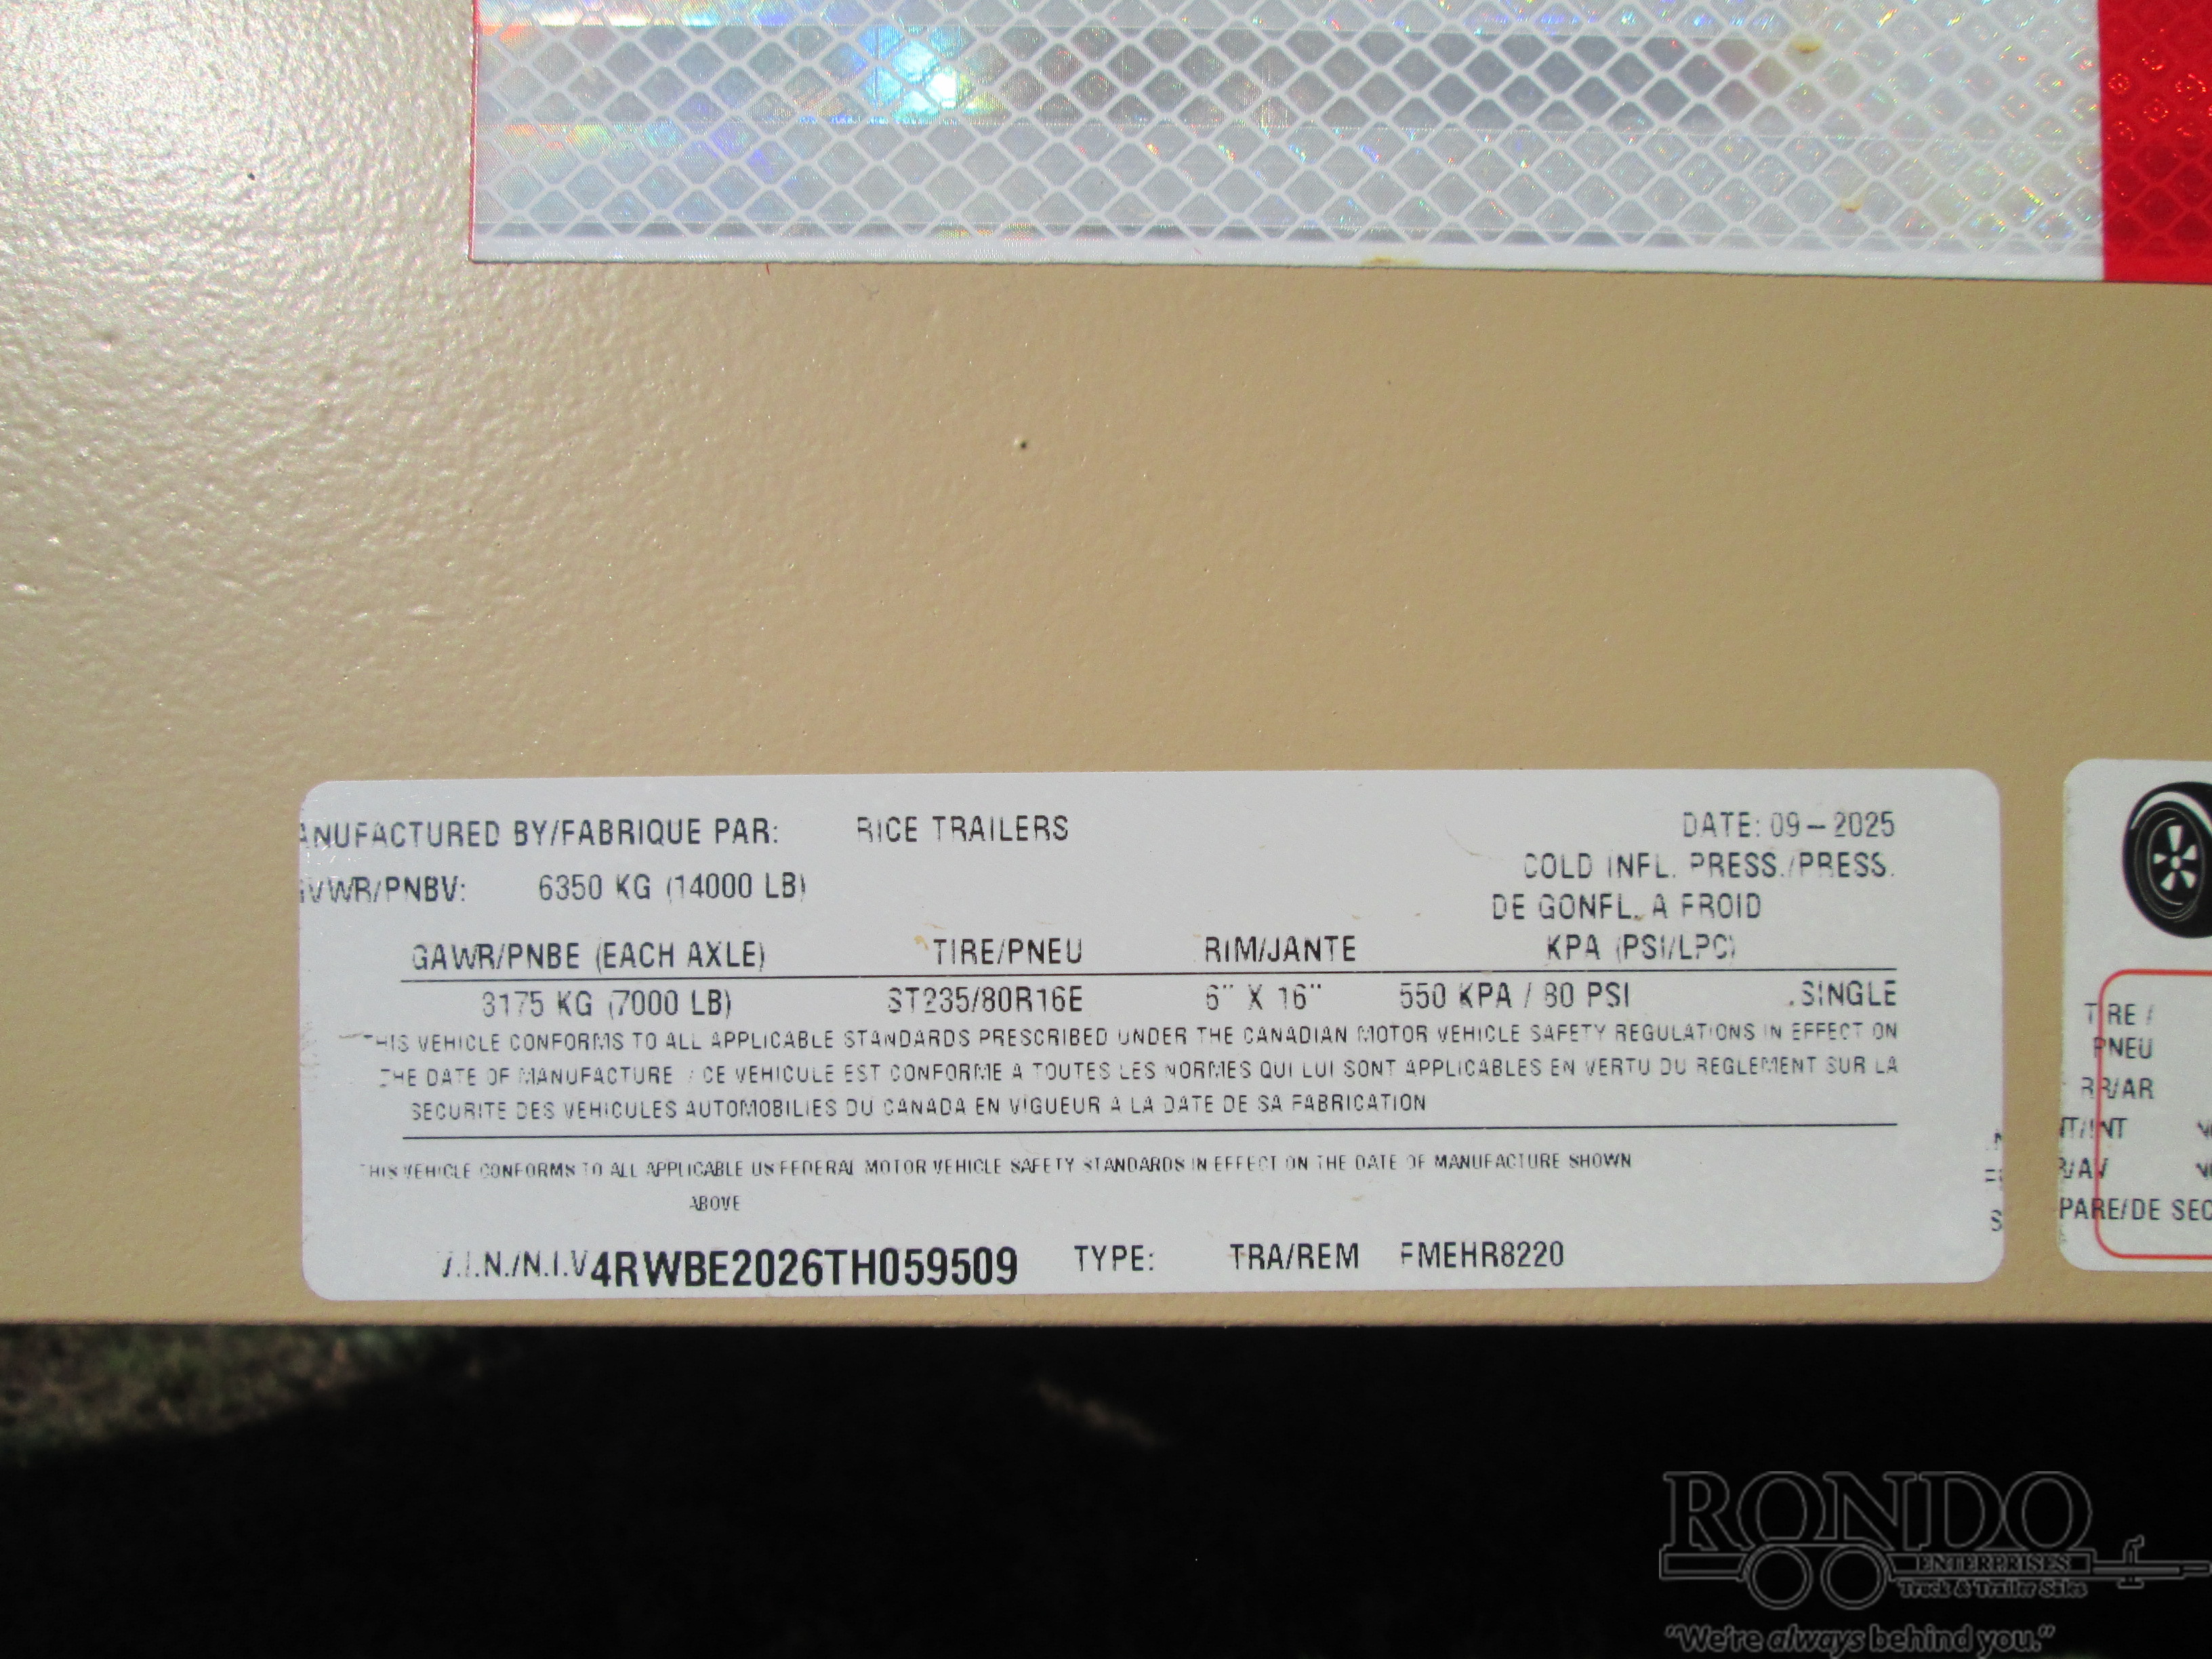 ANUFACTURED BY/FABRIQUE PAR: RICE TRAILERS DATE: 09-2025
GVWR/PNBV: 6350 KG (14000 LB) COLD INFL. PRESS./PRESS.
DE GONFL. A FROID
GAWR/PNBE (EACH AXLE) TIRE/PNEU RIM/JANTE KPA (PSI/LPC)
3175 KG (7000 LB) ST235/80R16E 6" X 16" 550 KPA / 80 PSI SINGLE
THIS VEHICLE CONFORMS TO ALL APPLICABLE STANDARDS PRESCRIBED UNDER THE CANADIAN MOTOR VEHICLE SAFETY REGULATIONS IN EFFECT ON
THE DATE OF MANUFACTURE / CE VEHICULE EST CONFORME A TOUTES LES NORMES QUI LUI SONT APPLICABLES EN VERTU DU REGLEMENT SUR LA
SECURITE DES VEHICULES AUTOMOBILIES DU CANADA EN VIGUEUR A LA DATE DE SA FABRICATION
THIS VEHICLE CONFORMS TO ALL APPLICABLE US FEDERAL MOTOR VEHICLE SAFETY STANDARDS IN EFFECT ON THE DATE OF MANUFACTURE SHOWN
ABOVE
V.I.N./N.I.V 4RWBE2026TH059509 TYPE: TRA/REM FMEHR8220
TIRE /
PNEU
RR/AR
NT/INT
R/AV
PARE/DE SEC
RONDO
ENTERPRISES
Truck & Trailer Sales
"We're always behind you."